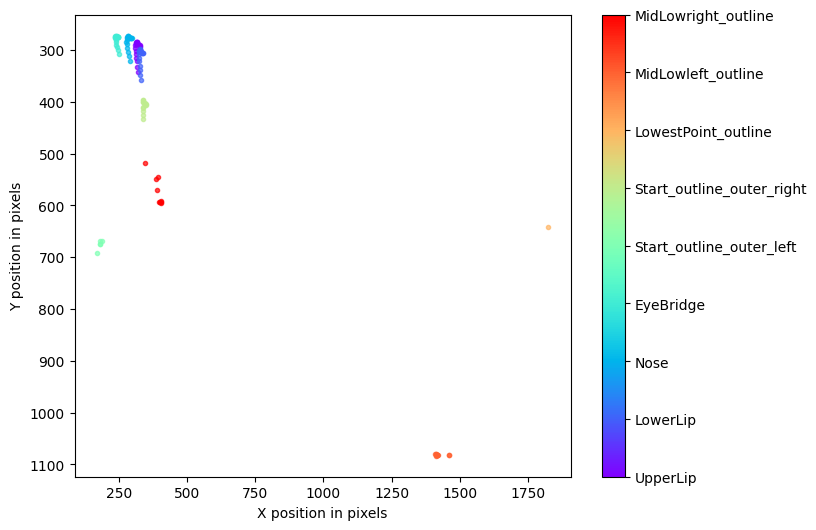 300
400
500
600
700
800
900
1000
1100
Y position in pixels
250
500
750
1000
1250
1500
1750
X position in pixels
MidLowright_outline
MidLowleft_outline
LowestPoint_outline
Start_outline_outer_right
Start_outline_outer_left
EyeBridge
Nose
LowerLip
UpperLip